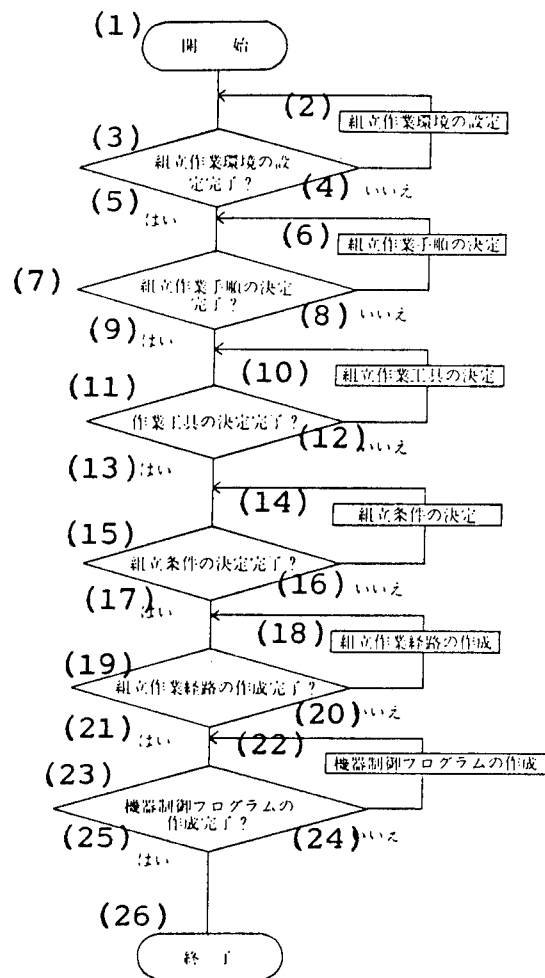 (1)
開 始
(2)
組立作業環境の設定
(3)
組立作業環境の設
定完了?
(4) いいえ
(5) はい
(6)
組立作業手順の決定
(7)
組立作業手順の決定
完了?
(8) いいえ
(9) はい
(10)
組立作業工具の決定
(11)
作業工具の決定完了?
(12) いいえ
(13) はい
(14)
組立条件の決定
(15)
組立条件の決定完了?
(16) いいえ
(17) はい
(18)
組立作業経路の作成
(19)
組立作業経路の作成完了?
(20) いいえ
(21) はい
(22)
機器制御プログラムの作成
(23)
機器制御プログラムの
作成完了?
(24) いいえ
(25) はい
(26)
終 了